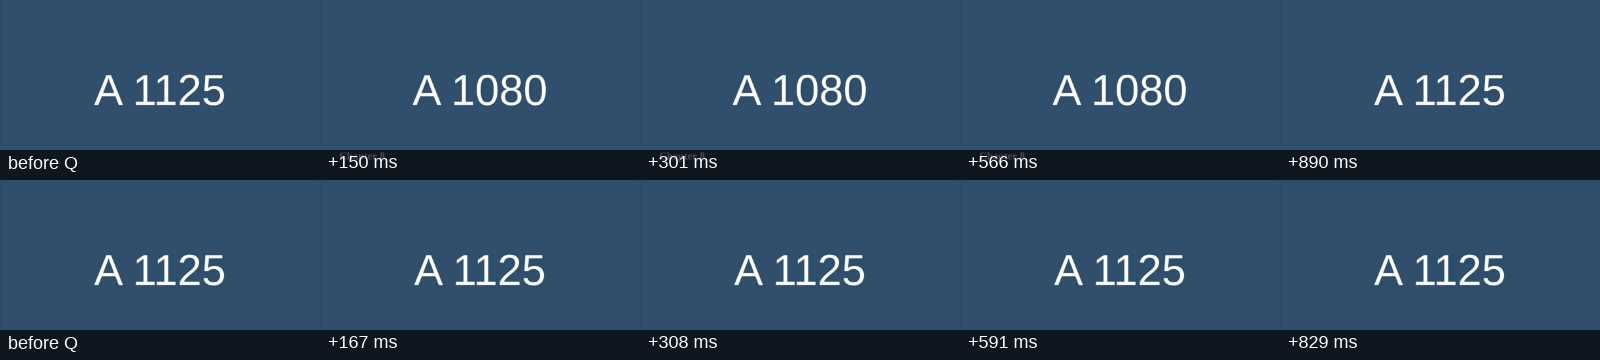 A 1125 A 1080 A 1080 A 1080 A 1125
before Q +150 ms +301 ms +566 ms +890 ms
A 1125 A 1125 A 1125 A 1125 A 1125
before Q +167 ms +308 ms +591 ms +829 ms